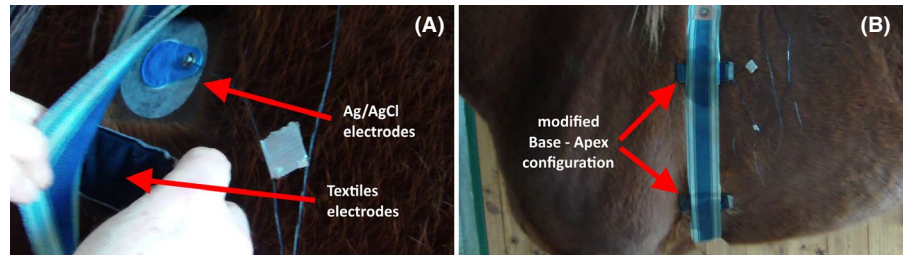 (A)
Ag/AgCl
electrodes
Textiles
electrodes
(B)
modified
Base - Apex
configuration